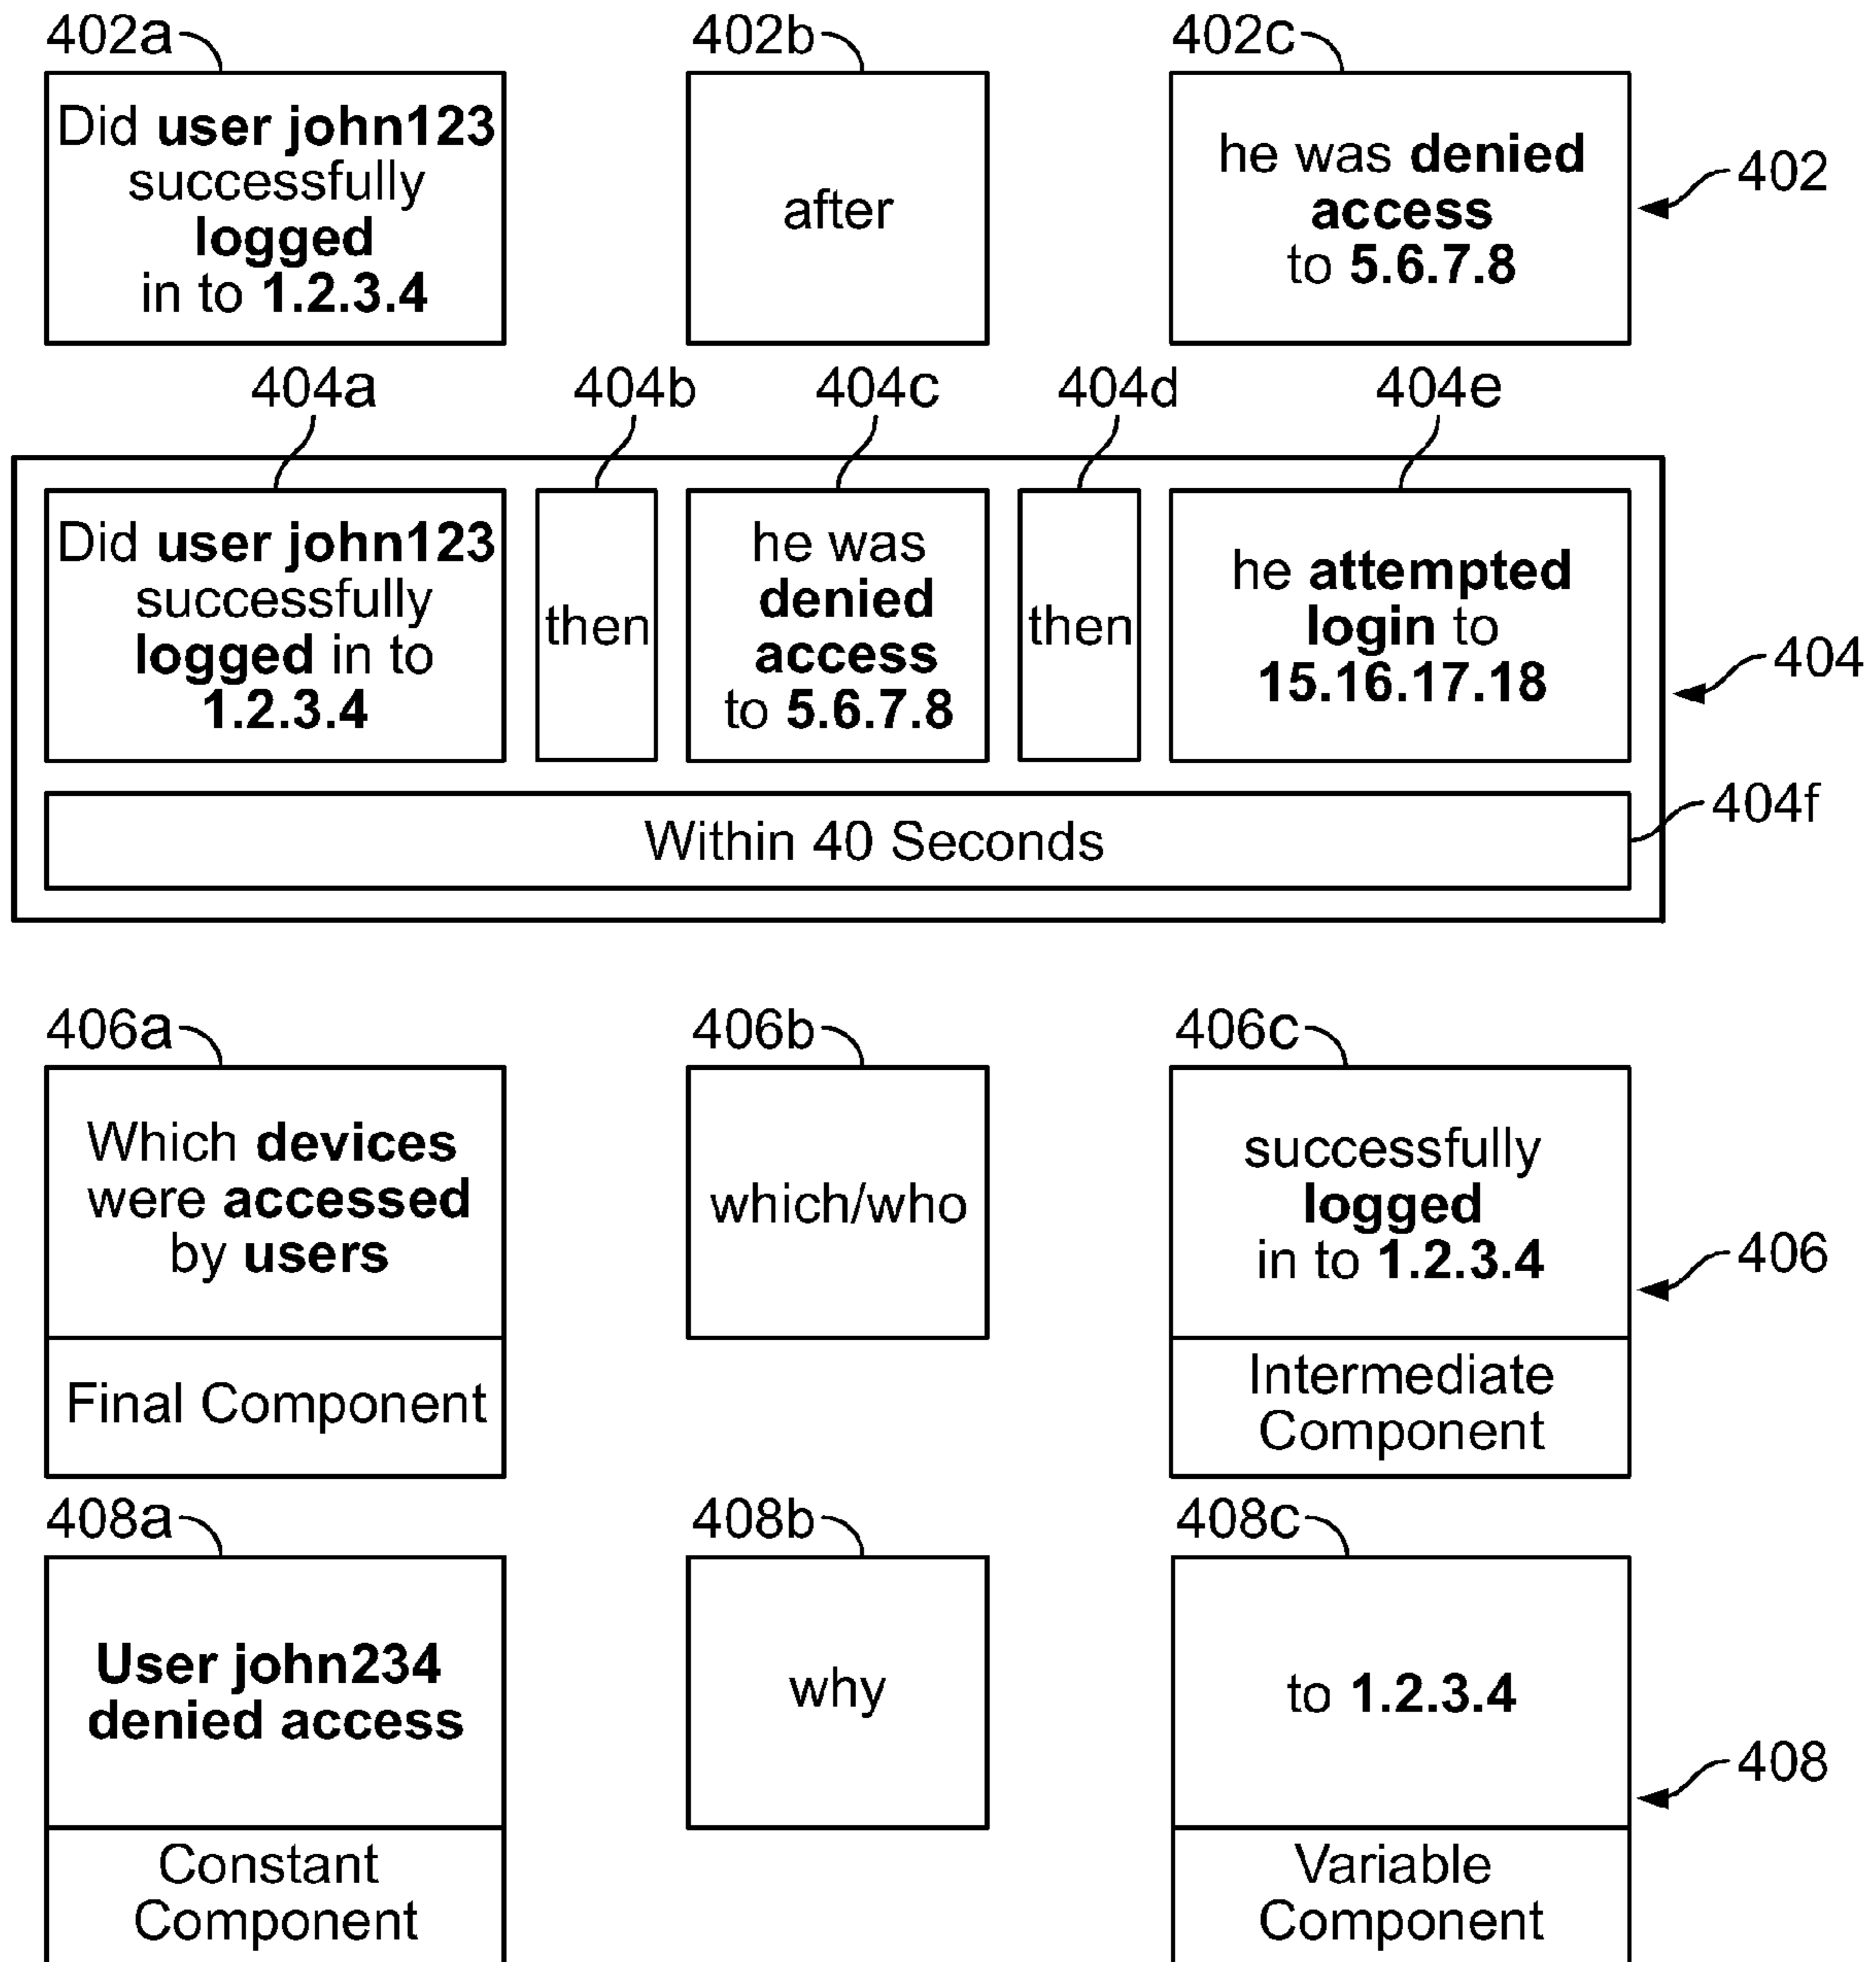 402a
402b
402c
Did user john123
successfully
logged
in to 1.2.3.4
after
he was denied
access
to 5.6.7.8
402
404a
404b
404c
404d
404e
Did user john123
successfully
logged in to
1.2.3.4
then
he was
denied
access
to 5.6.7.8
then
he attempted
login to
15.16.17.18
404
Within 40 Seconds
404f
406a
406b
406c
Which devices
were accessed
by users
Final Component
which/who
successfully
logged
in to 1.2.3.4
Intermediate
Component
406
408a
408b
408c
User john234
denied access
Constant
Component
why
to 1.2.3.4
Variable
Component
408